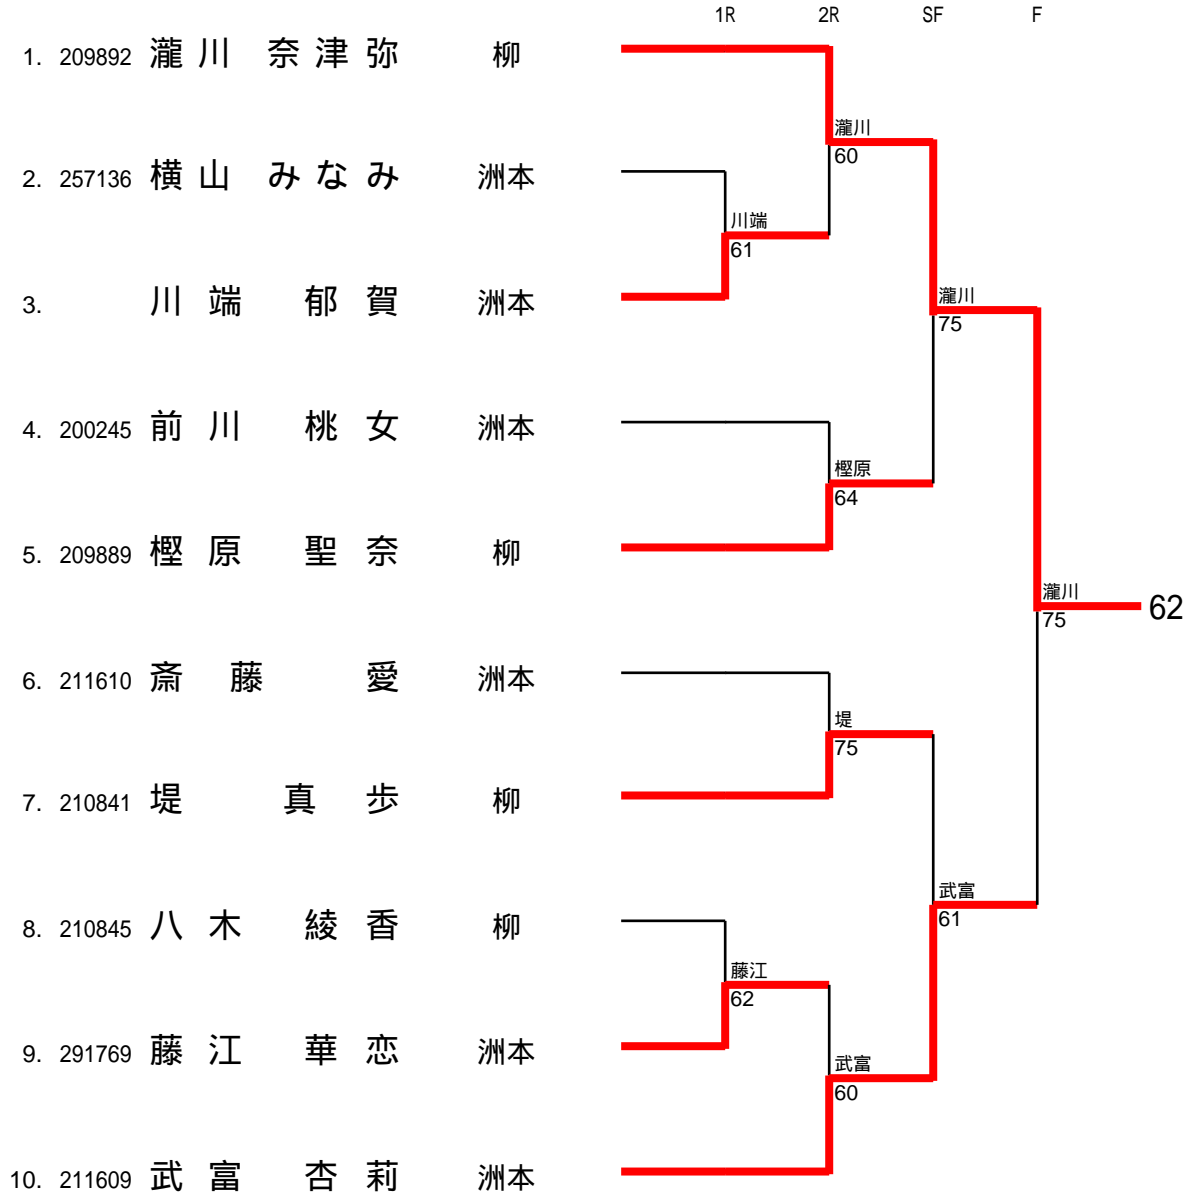 1R 2R SF F
1. 209892 瀧川 奈津弥 柳
瀧川
60
2. 257136 横山 みなみ 洲本
川端
61
3. 川端 郁賀 洲本
瀧川
75
4. 200245 前川 桃女 洲本
樫原
64
5. 209889 樫原 聖奈 柳
瀧川
75 62
6. 211610 斎藤 愛 洲本
堤
75
7. 210841 堤 真歩 柳
武富
61
8. 210845 八木 綾香 柳
藤江
62
9. 291769 藤江 華恋 洲本
武富
60
10. 211609 武富 杏莉 洲本